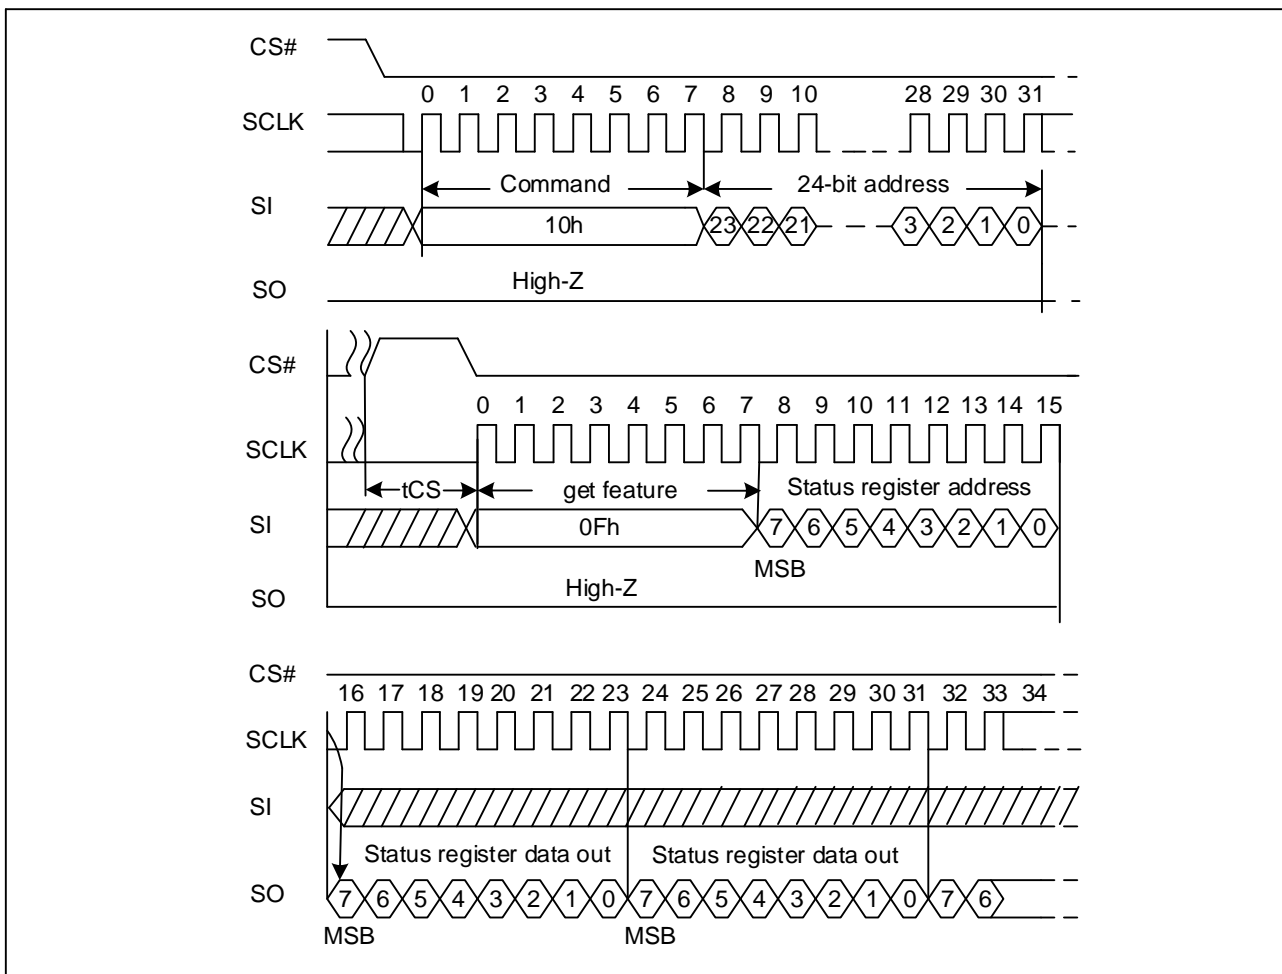 CS#
0 1 2 3 4 5 6 7 8 9 10 28 29 30 31
SCLK
Command 24-bit address
SI
10h 23 22 21 3 2 1 0
High-Z
SO
CS#
0 1 2 3 4 5 6 7 8 9 10 11 12 13 14 15
SCLK
tCS get feature Status register address
SI
0Fh 7 6 5 4 3 2 1 0
MSB
High-Z
SO
CS#
16 17 18 19 20 21 22 23 24 25 26 27 28 29 30 31 32 33 34
SCLK
SI
Status register data out Status register data out
SO
7 6 5 4 3 2 1 0 7 6 5 4 3 2 1 0 7 6
MSB MSB